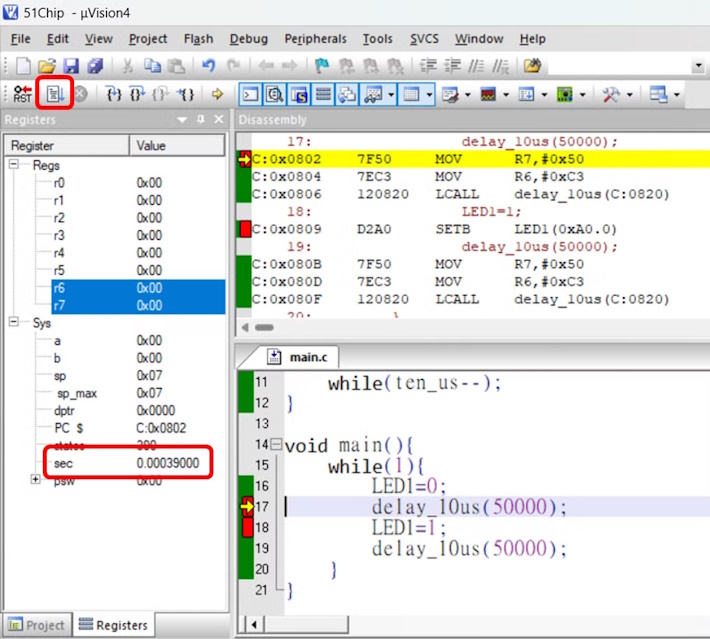 51Chip - µVision4
File Edit View Project Flash Debug Peripherals Tools SVCS Window Help
RST
Registers
Register Value
Regs
r0 0x00
r1 0x00
r2 0x00
r3 0x00
r4 0x00
r5 0x00
r6 0x00
r7 0x00
Sys
a 0x00
b 0x00
sp 0x07
sp_max 0x07
dptr 0x0000
PC $ C:0x0802
states 390
sec 0.00039000
psw 0x00
Project Registers
Disassembly
17: delay_10us(50000);
C:0x0802 7F50 MOV R7,#0x50
C:0x0804 7EC3 MOV R6,#0xC3
C:0x0806 120820 LCALL delay_10us(C:0820)
18: LED1=1;
C:0x0809 D2A0 SETB LED1(0xA0.0)
19: delay_10us(50000);
C:0x080B 7F50 MOV R7,#0x50
C:0x080D 7EC3 MOV R6,#0xC3
C:0x080F 120820 LCALL delay_10us(C:0820)
20: }
main.c
11 while(ten_us--);
12 }
13
14 void main(){
15 while(1){
16 LED1=0;
17 delay_10us(50000);
18 LED1=1;
19 delay_10us(50000);
20 }
21 }